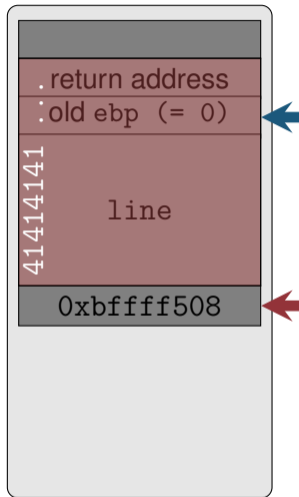 . return address
: old ebp (= 0)
41414141
line
0xbffff508